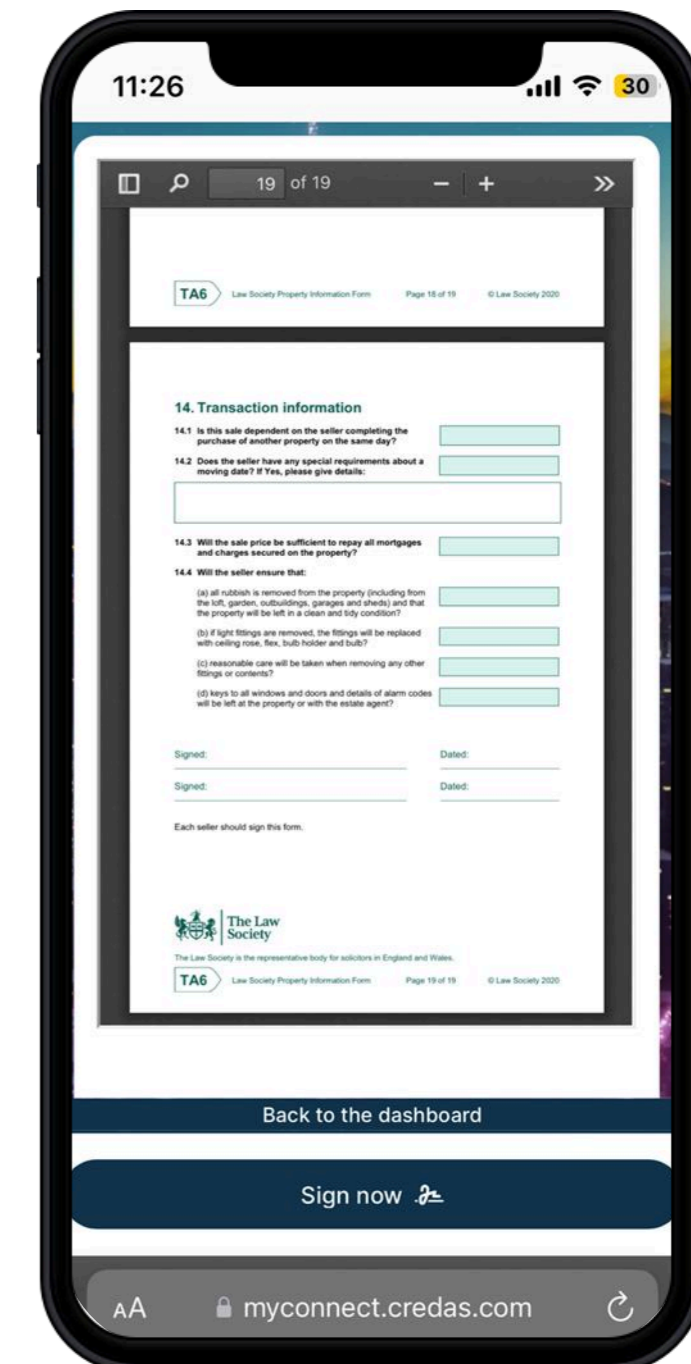 11:26
30
19 of 19
TA6 Law Society Property Information Form Page 18 of 19 © Law Society 2020
14. Transaction information
14.1 Is this sale dependent on the seller completing the
purchase of another property on the same day?
14.2 Does the seller have any special requirements about a
moving date? If Yes, please give details:
14.3 Will the sale price be sufficient to repay all mortgages
and charges secured on the property?
14.4 Will the seller ensure that:
(a) all rubbish is removed from the property (including from
the loft, garden, outbuildings, garages and sheds) and that
the property will be left in a clean and tidy condition?
(b) if light fittings are removed, the fittings will be replaced
with ceiling rose, flex, bulb holder and bulb?
(c) reasonable care will be taken when removing any other
fittings or contents?
(d) keys to all windows and doors and details of alarm codes
will be left at the property or with the estate agent?
Signed: Dated:
Signed: Dated:
Each seller should sign this form.
The Law
Society
The Law Society is the representative body for solicitors in England and Wales.
TA6 Law Society Property Information Form Page 19 of 19 © Law Society 2020
Back to the dashboard
Sign now
AA myconnect.credas.com